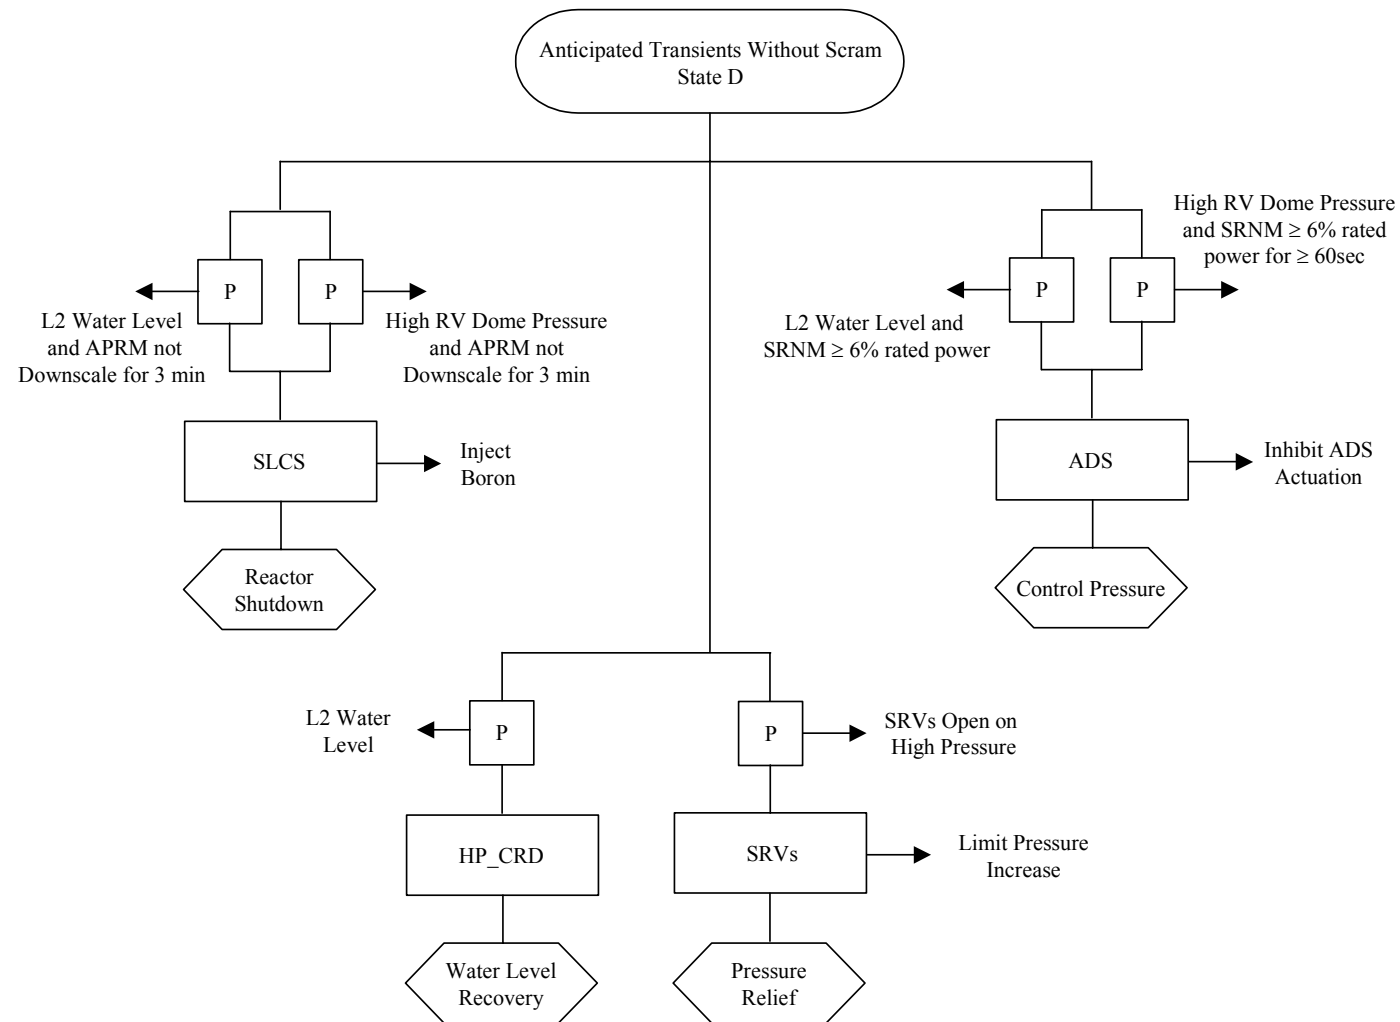 Anticipated Transients Without Scram
State D
P
P
L2 Water Level
and APRM not
Downscale for 3 min
High RV Dome Pressure
and APRM not
Downscale for 3 min
SLCS
Inject
Boron
Reactor
Shutdown
High RV Dome Pressure
and SRNM ≥ 6% rated
power for ≥ 60sec
P
P
L2 Water Level and
SRNM ≥ 6% rated power
ADS
Inhibit ADS
Actuation
Control Pressure
L2 Water
Level
P
HP_CRD
Water Level
Recovery
P
SRVs Open on
High Pressure
SRVs
Limit Pressure
Increase
Pressure
Relief